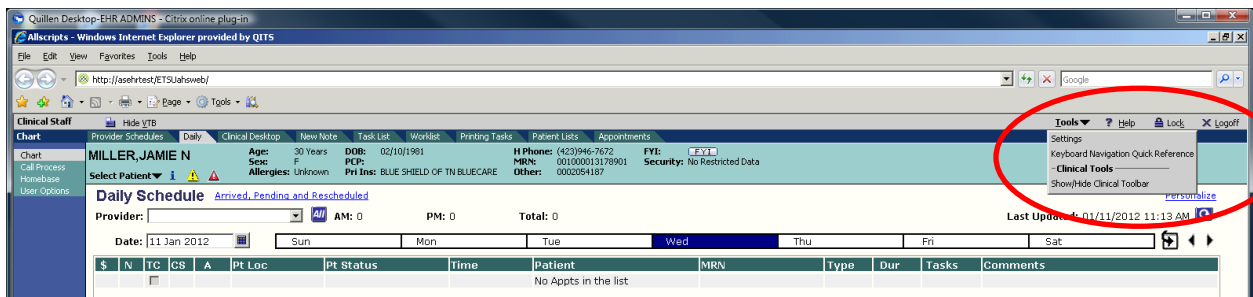 Quillen Desktop-EHR ADMINS - Citrix online plug-in
Allscripts - Windows Internet Explorer provided by QITS
File Edit View Favorites Tools Help
http://asehrtest/ETSUahsweb/ Google
Page Tools
Clinical Staff Hide VTB Tools ? Help Lock X Logoff
Chart Provider Schedules Daily Clinical Desktop New Note Task List Worklist Printing Tasks Patient Lists Appointments
Settings
Keyboard Navigation Quick Reference
-Clinical Tools
Show/Hide Clinical Toolbar
Chart
Call Process
Homebase
User Options
MILLER,JAMIE N Age: 30 Years DOB: 02/10/1981 H Phone: (423)946-7672 FYI: FYI
Sex: F PCP: MRN: 001000013178901 Security: No Restricted Data
Select Patient i Allergies: Unknown Pri Ins: BLUE SHIELD OF TN BLUECARE Other: 0002054187
Daily Schedule Arrived, Pending and Rescheduled Personalize
Provider: All AM: 0 PM: 0 Total: 0 Last Updated: 01/11/2012 11:13 AM
Date: 11 Jan 2012 Sun Mon Tue Wed Thu Fri Sat
$ N TC CS A Pt Loc Pt Status Time Patient MRN Type Dur Tasks Comments
No Appts in the list